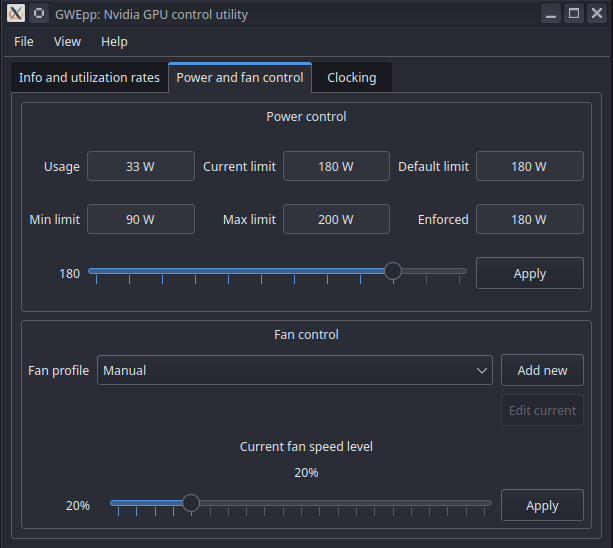 GWEpp: Nvidia GPU control utility
File View Help
Info and utilization rates Power and fan control Clocking
Power control
Usage 33 W Current limit 180 W Default limit 180 W
Min limit 90 W Max limit 200 W Enforced 180 W
180 Apply
Fan control
Fan profile Manual Add new
Edit current
Current fan speed level
20%
20% Apply